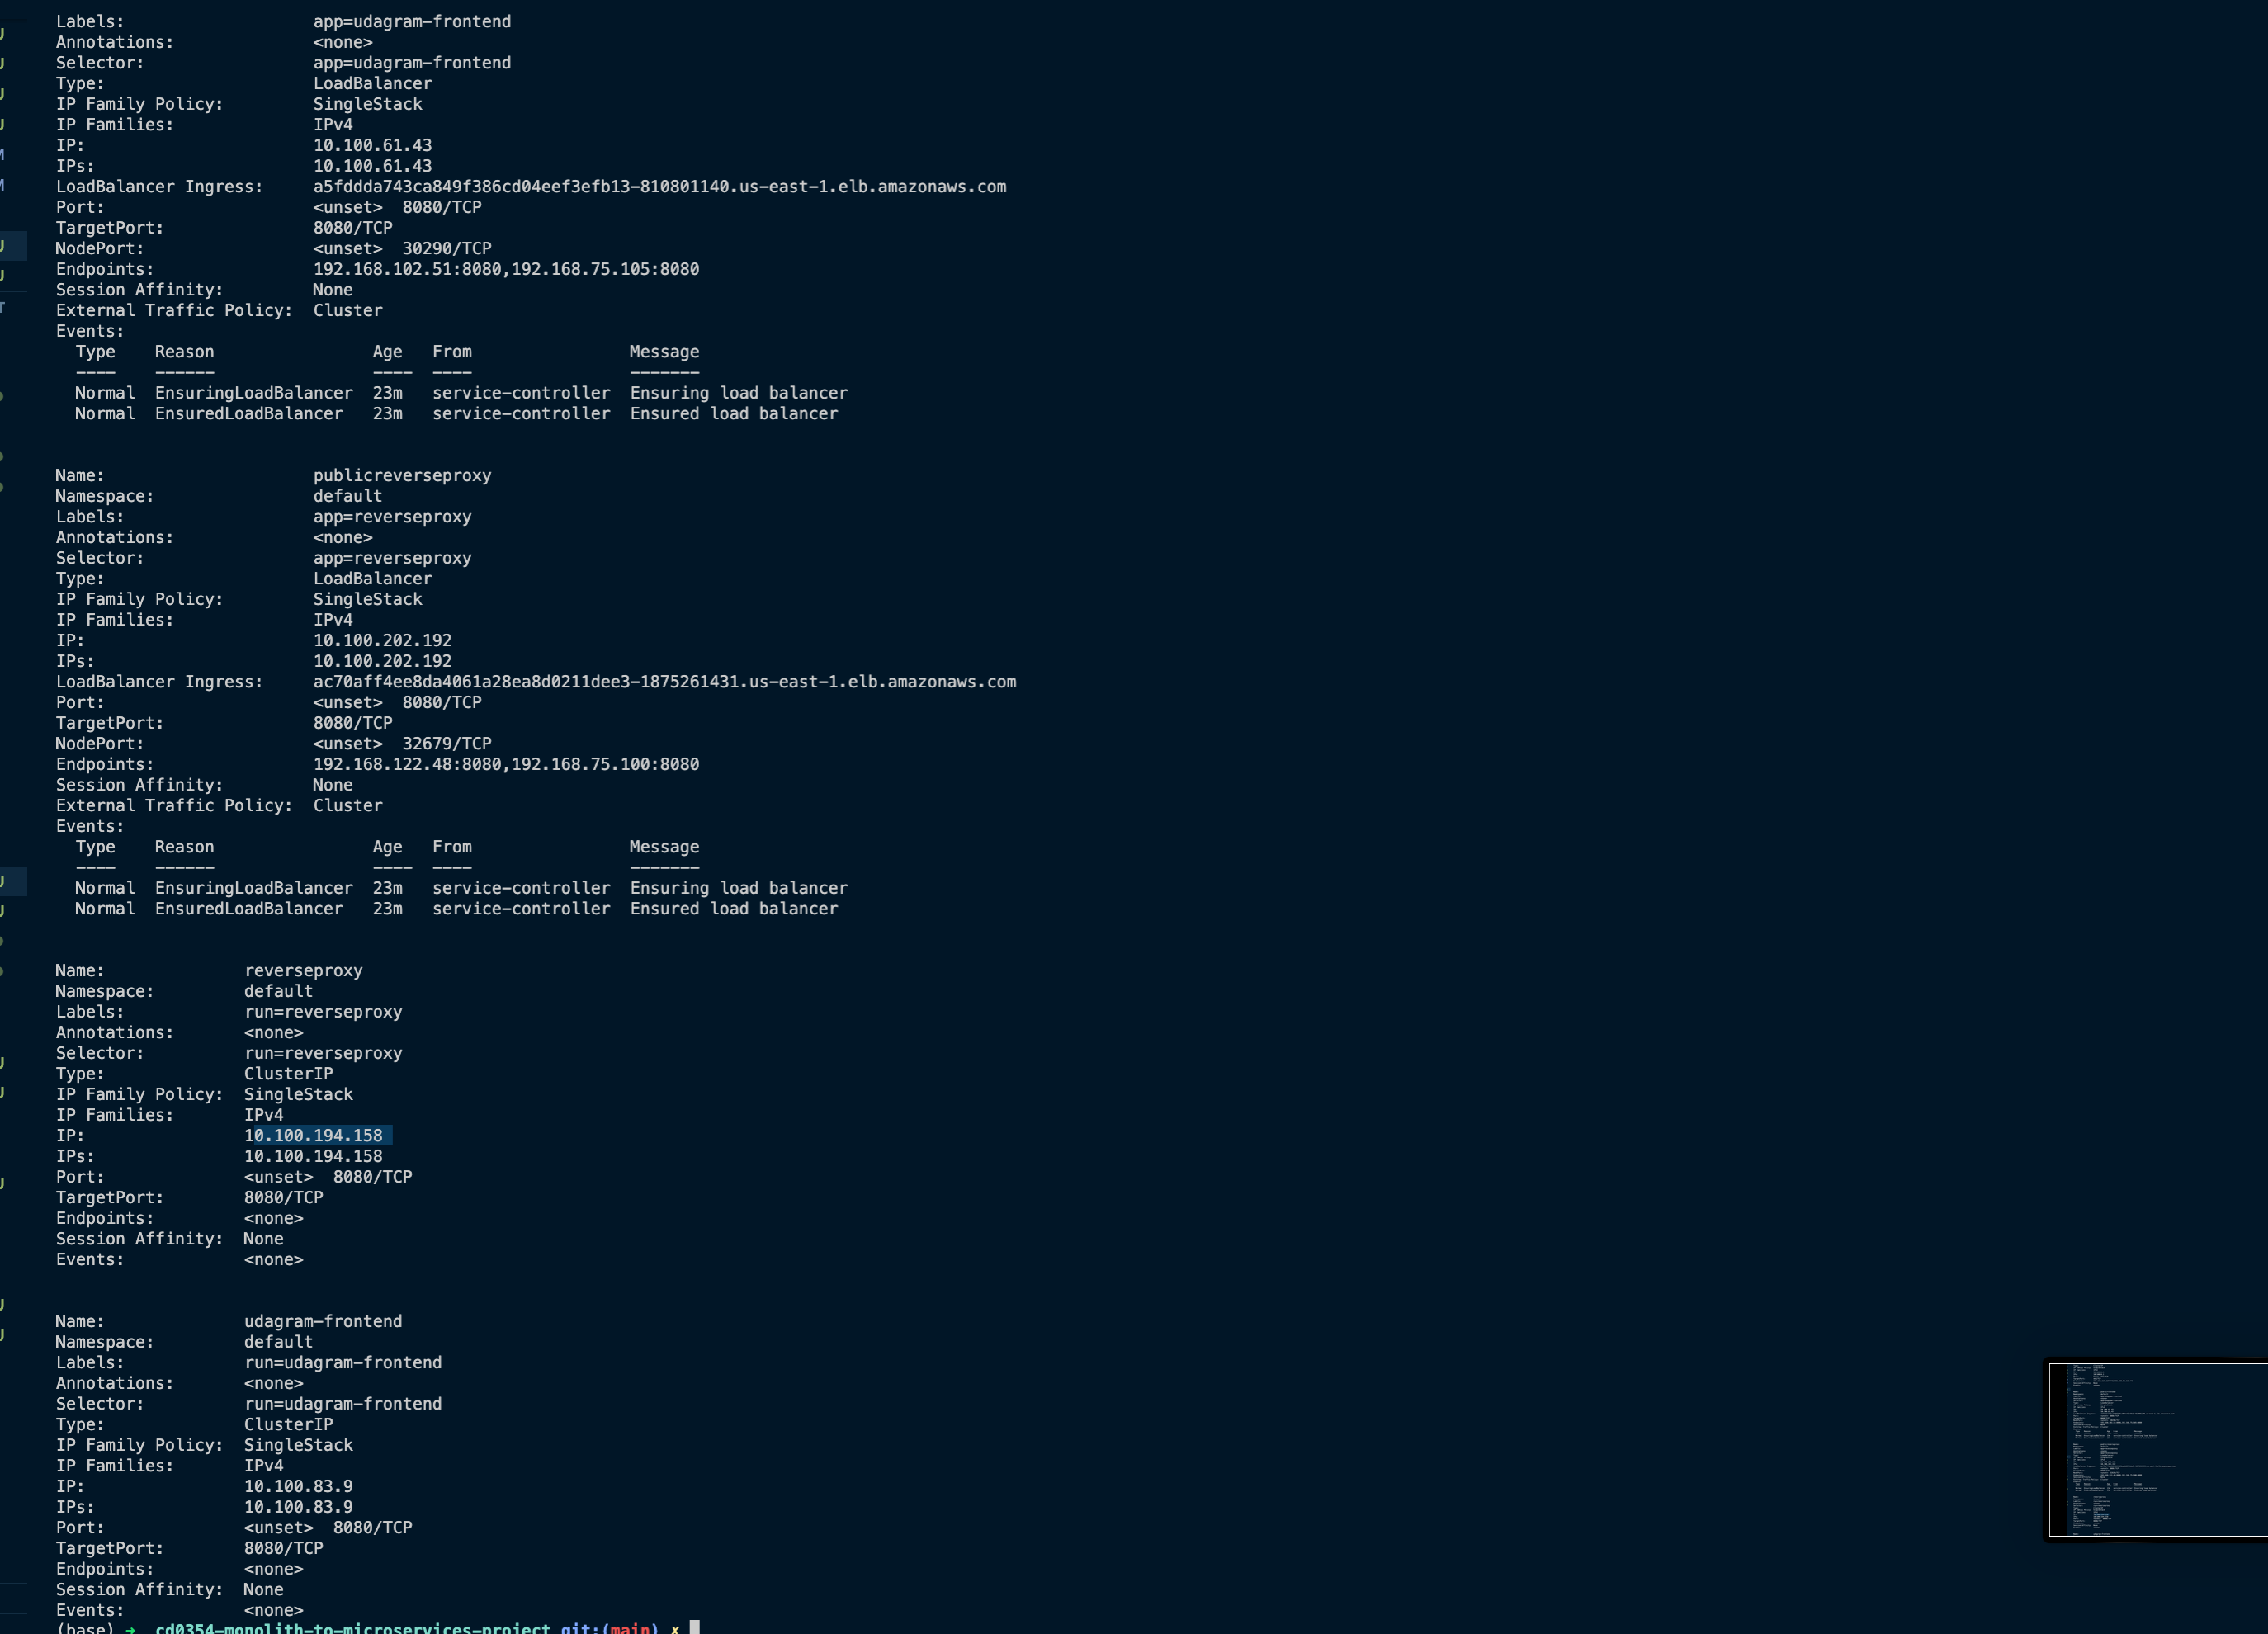 Labels:                   app=udagram-frontend
Annotations:              <none>
Selector:                 app=udagram-frontend
Type:                     LoadBalancer
IP Family Policy:         SingleStack
IP Families:              IPv4
IP:                       10.100.61.43
IPs:                      10.100.61.43
LoadBalancer Ingress:     a5fddda743ca849f386cd04eef3efb13-810801140.us-east-1.elb.amazonaws.com
Port:                     <unset>  8080/TCP
TargetPort:               8080/TCP
NodePort:                 <unset>  30290/TCP
Endpoints:                192.168.102.51:8080,192.168.75.105:8080
Session Affinity:         None
External Traffic Policy:  Cluster
Events:
  Type    Reason                Age   From                Message
  ----    ------                ----  ----                -------
  Normal  EnsuringLoadBalancer  23m   service-controller  Ensuring load balancer
  Normal  EnsuredLoadBalancer   23m   service-controller  Ensured load balancer
Name:                     publicreverseproxy
Namespace:                default
Labels:                   app=reverseproxy
Annotations:              <none>
Selector:                 app=reverseproxy
Type:                     LoadBalancer
IP Family Policy:         SingleStack
IP Families:              IPv4
IP:                       10.100.202.192
IPs:                      10.100.202.192
LoadBalancer Ingress:     ac70aff4ee8da4061a28ea8d0211dee3-1875261431.us-east-1.elb.amazonaws.com
Port:                     <unset>  8080/TCP
TargetPort:               8080/TCP
NodePort:                 <unset>  32679/TCP
Endpoints:                192.168.122.48:8080,192.168.75.100:8080
Session Affinity:         None
External Traffic Policy:  Cluster
Events:
  Type    Reason                Age   From                Message
  ----    ------                ----  ----                -------
  Normal  EnsuringLoadBalancer  23m   service-controller  Ensuring load balancer
  Normal  EnsuredLoadBalancer   23m   service-controller  Ensured load balancer
Name:              reverseproxy
Namespace:         default
Labels:            run=reverseproxy
Annotations:       <none>
Selector:          run=reverseproxy
Type:              ClusterIP
IP Family Policy:  SingleStack
IP Families:       IPv4
IP:                10.100.194.158
IPs:               10.100.194.158
Port:              <unset>  8080/TCP
TargetPort:        8080/TCP
Endpoints:         <none>
Session Affinity:  None
Events:            <none>
Name:              udagram-frontend
Namespace:         default
Labels:            run=udagram-frontend
Annotations:       <none>
Selector:          run=udagram-frontend
Type:              ClusterIP
IP Family Policy:  SingleStack
IP Families:       IPv4
IP:                10.100.83.9
IPs:               10.100.83.9
Port:              <unset>  8080/TCP
TargetPort:        8080/TCP
Endpoints:         <none>
Session Affinity:  None
Events:            <none>
(base) ➜  cd0354-monolith-to-microservices-project git:(main) ✗